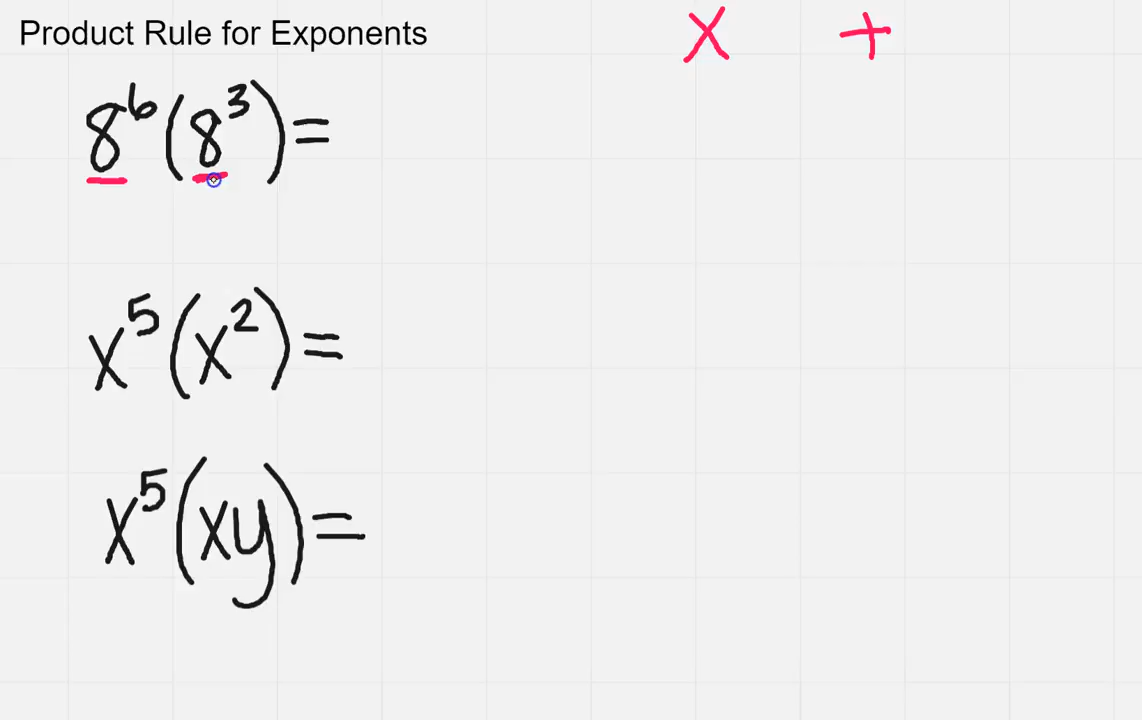 Product Rule for Exponents X +
8⁶(8³)=
x⁵(x²)=
x⁵(xy)=